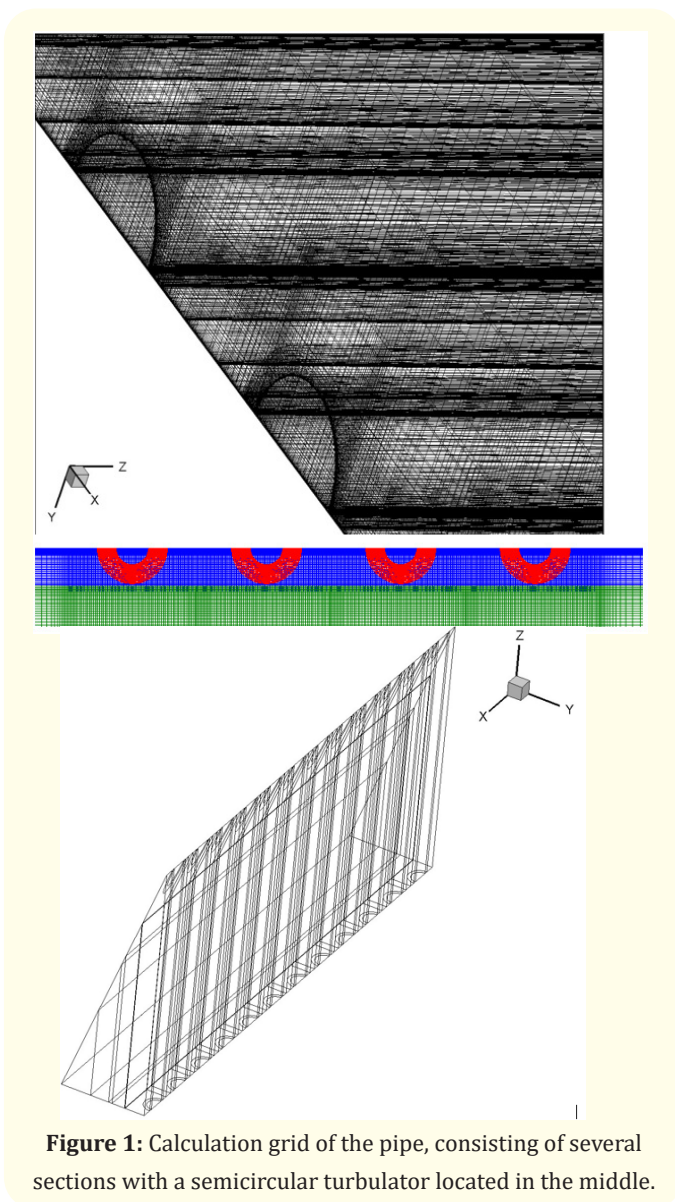 Z
X
Y
Z
X
Y
Figure 1: Calculation grid of the pipe, consisting of several
sections with a semicircular turbulator located in the middle.